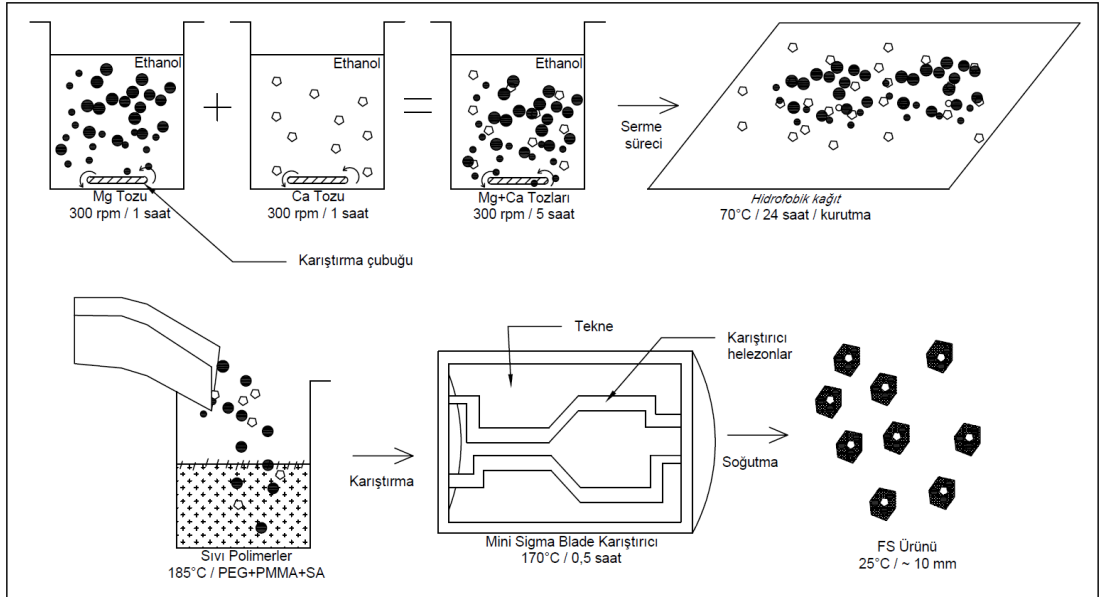 Ethanol
Ethanol
Ethanol
Mg Tozu
300 rpm / 1 saat
Ca Tozu
300 rpm / 1 saat
Mg+Ca Tozları
300 rpm / 5 saat
Serme
süreci
Hidrofobik kağıt
70°C / 24 saat / kurutma
Karıştırma çubuğu
Tekne
Karıştırıcı
helezonlar
Karıştırma
Soğutma
Sıvı Polimerler
185°C / PEG+PMMA+SA
Mini Sigma Blade Karıştırıcı
170°C / 0,5 saat
FS Ürünü
25°C / ~ 10 mm